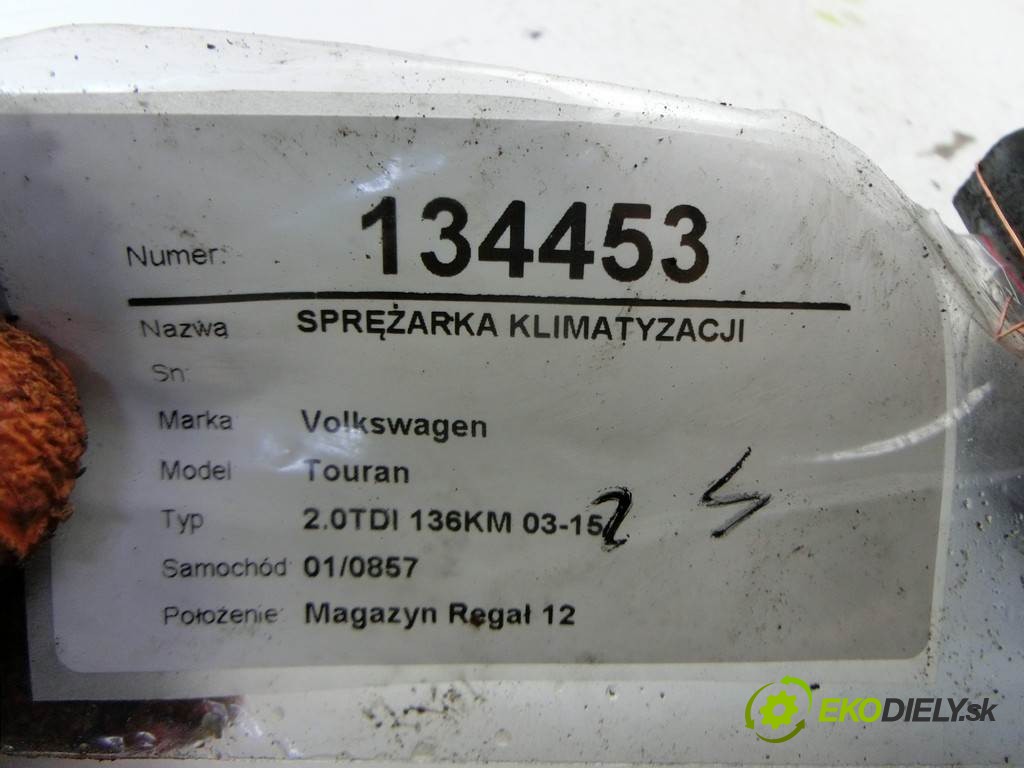 Numer: 134453
Nazwa SPRĘŻARKA KLIMATYZACJI
Sn:
Marka Volkswagen
Model Touran
Typ 2.0TDI 136KM 03-15
2
Samochód 01/0857
Położenie: Magazyn Regał 12
EKODIELY.sk